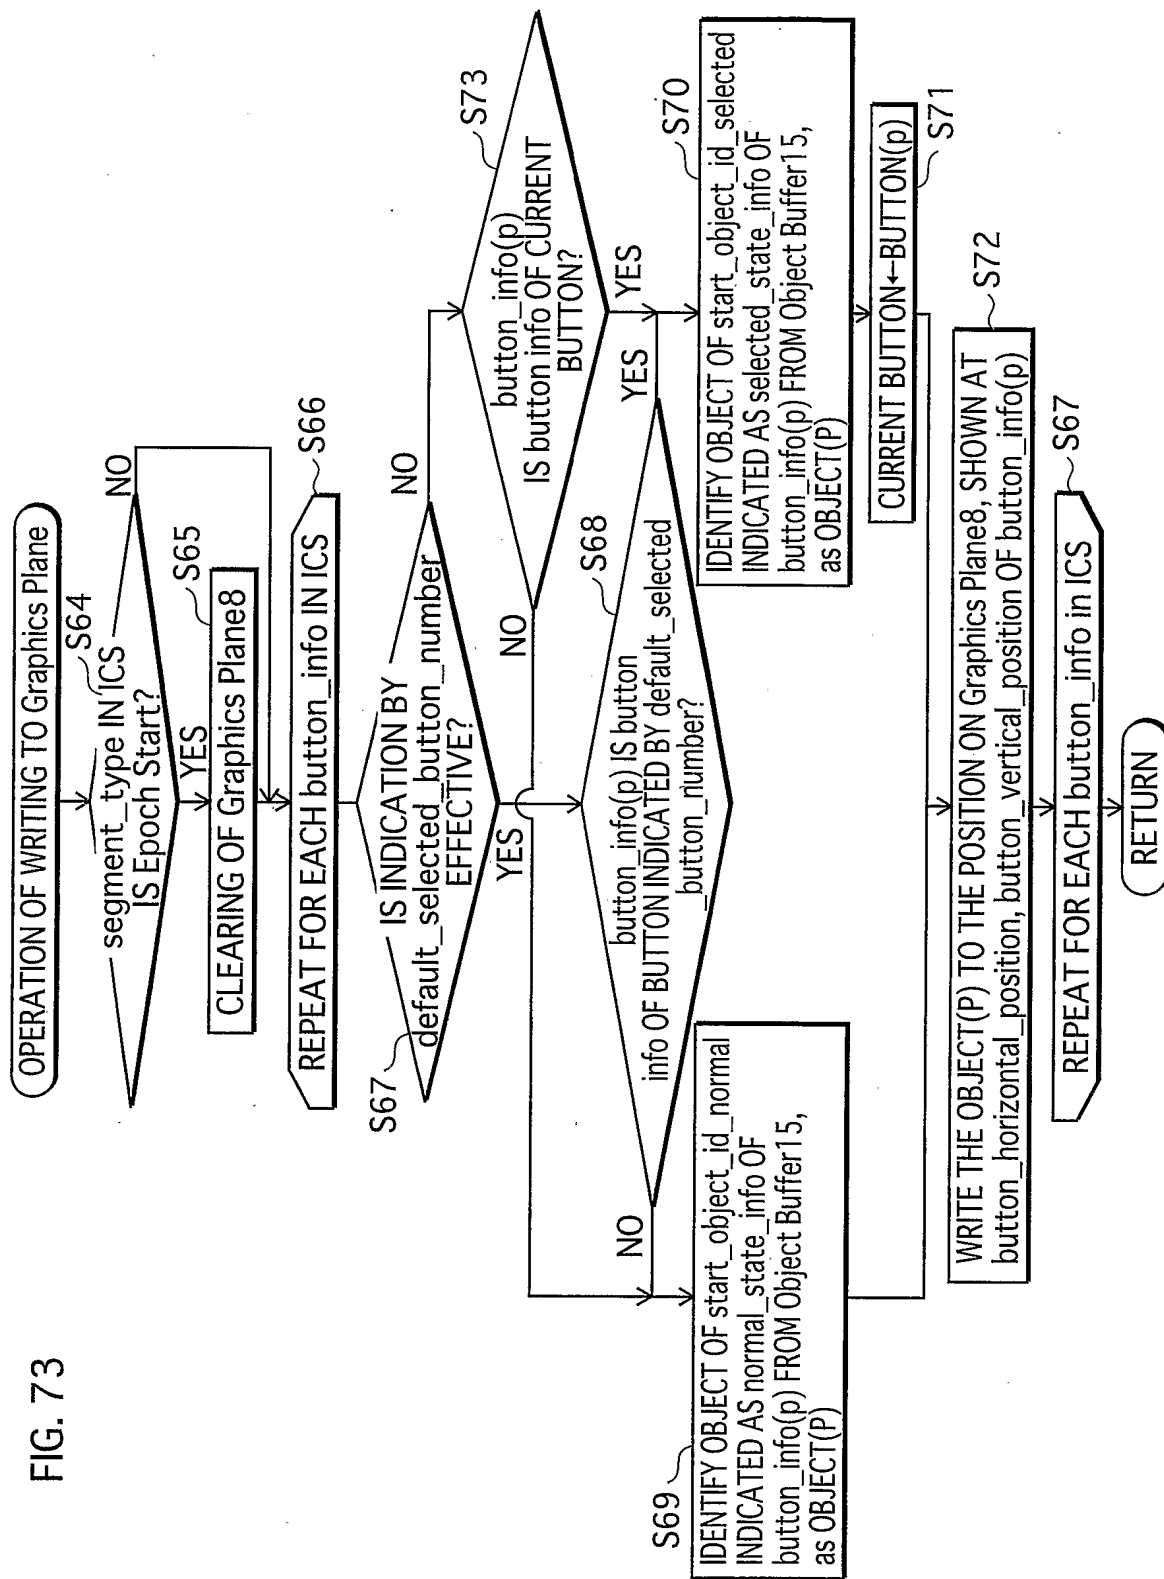 FIG. 73
OPERATION OF WRITING TO Graphics Plane
S64
segment_type IN ICS
IS Epoch Start?
NO
YES
S65
CLEARING OF Graphics Plane8
S66
REPEAT FOR EACH button_info IN ICS
S67
IS INDICATION BY
default_selected_button_number
EFFECTIVE?
NO
YES
S73
button_info(p)
IS button info OF CURRENT
BUTTON?
NO
YES
S68
button_info(p) IS button
info OF BUTTON INDICATED BY default_selected
_button_number?
NO
YES
S69
IDENTIFY OBJECT OF start_object_id_normal
INDICATED AS normal_state_info OF
button_info(p) FROM Object Buffer15,
as OBJECT(P)
S70
IDENTIFY OBJECT OF start_object_id_selected
INDICATED AS selected_state_info OF
button_info(p) FROM Object Buffer15,
as OBJECT(P)
S71
CURRENT BUTTON←BUTTON(p)
S72
WRITE THE OBJECT(P) TO THE POSITION ON Graphics Plane8, SHOWN AT
button_horizontal_position, button_vertical_position OF button_info(p)
S67
REPEAT FOR EACH button_info in ICS
RETURN